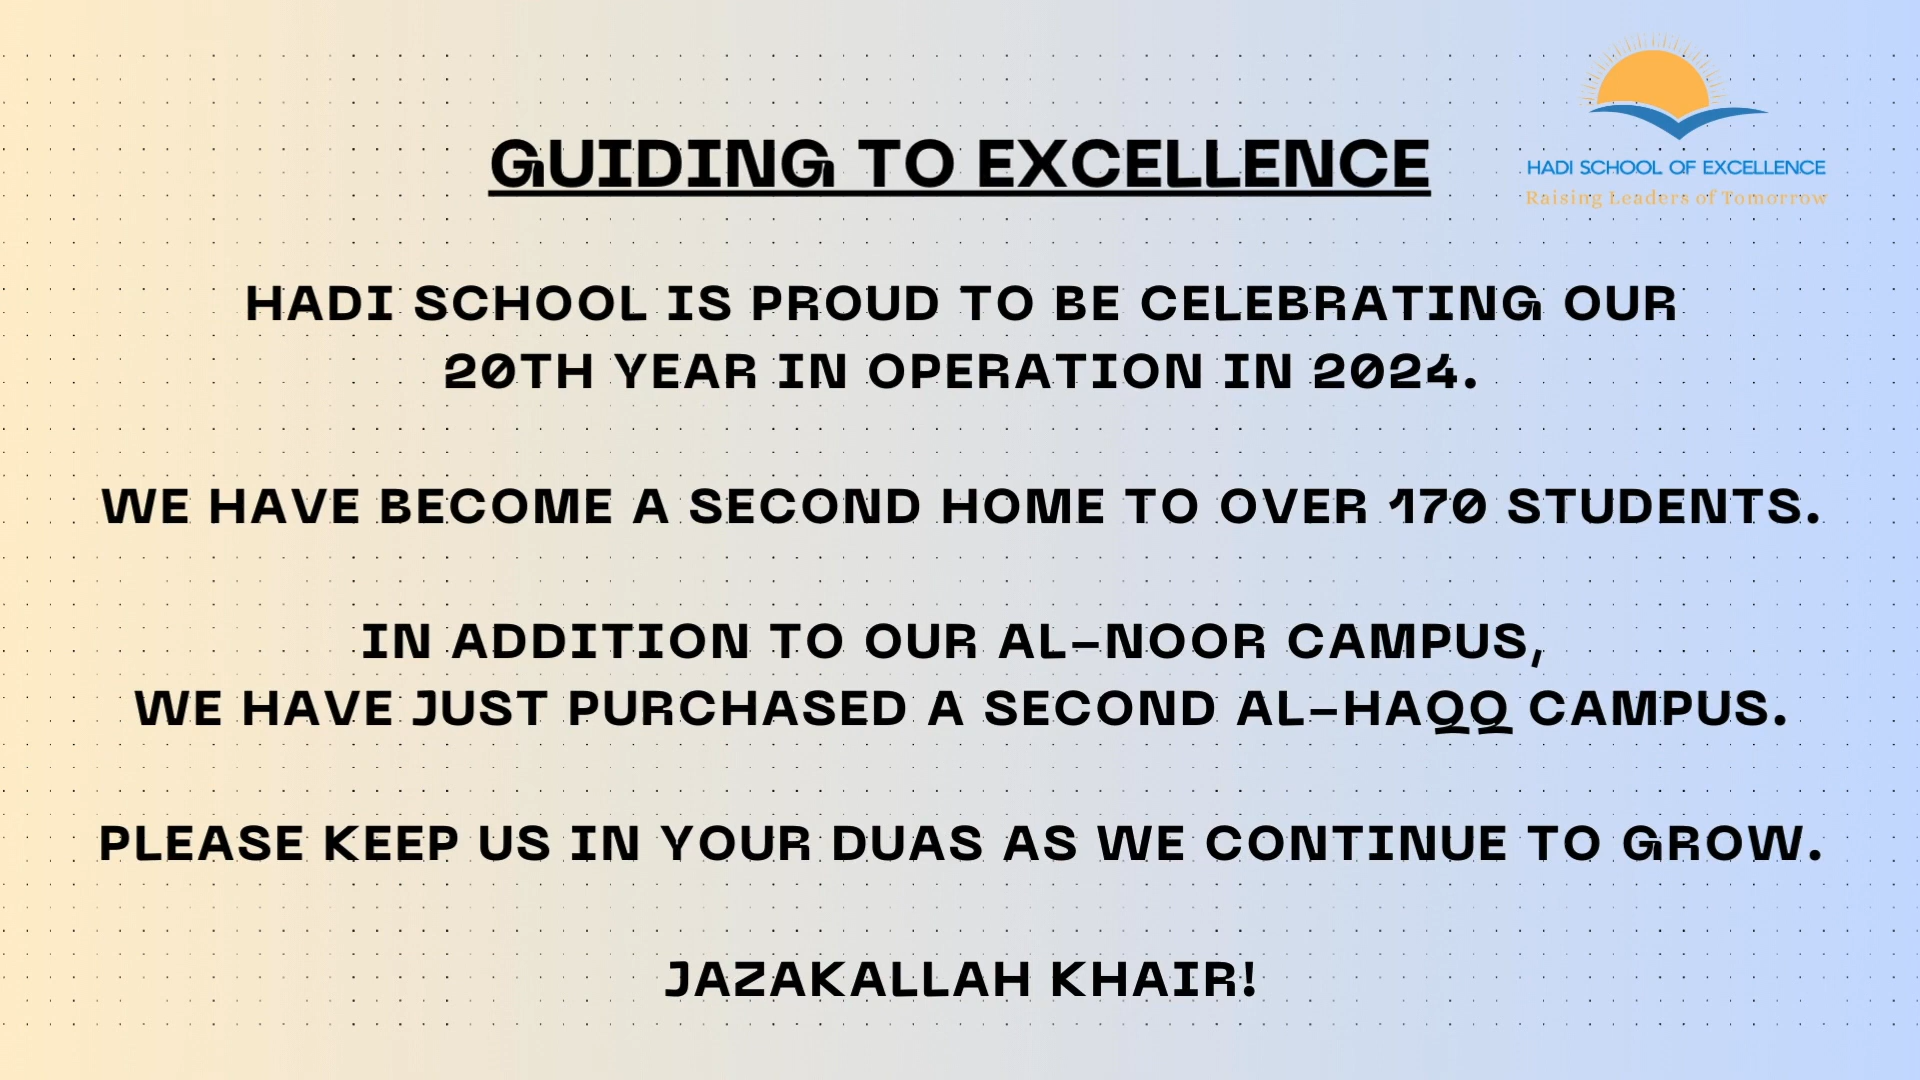 GUIDING TO EXCELLENCE
HADI SCHOOL OF EXCELLENCE
Raising Leaders of Tomorrow
HADI SCHOOL IS PROUD TO BE CELEBRATING OUR
20TH YEAR IN OPERATION IN 2024.
WE HAVE BECOME A SECOND HOME TO OVER 170 STUDENTS.
IN ADDITION TO OUR AL-NOOR CAMPUS,
WE HAVE JUST PURCHASED A SECOND AL-HAQQ CAMPUS.
PLEASE KEEP US IN YOUR DUAS AS WE CONTINUE TO GROW.
JAZAKALLAH KHAIR!